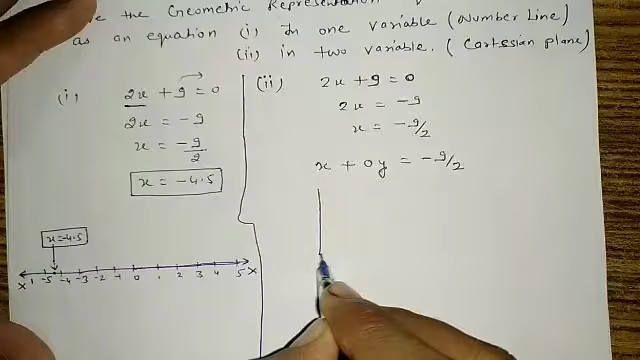 the Geometric Representation
as an equation (i) In one variable (Number Line)
(ii) in two variable. (Cartesian plane)
(i) 2x + 9 = 0
2x = -9
x = -9/2
x = -4.5
x=-4.5
X -5 -4 -3 -2 -1 0 1 2 3 4 5 X
(ii) 2x + 9 = 0
2x = -9
x = -9/2
x + 0y = -9/2